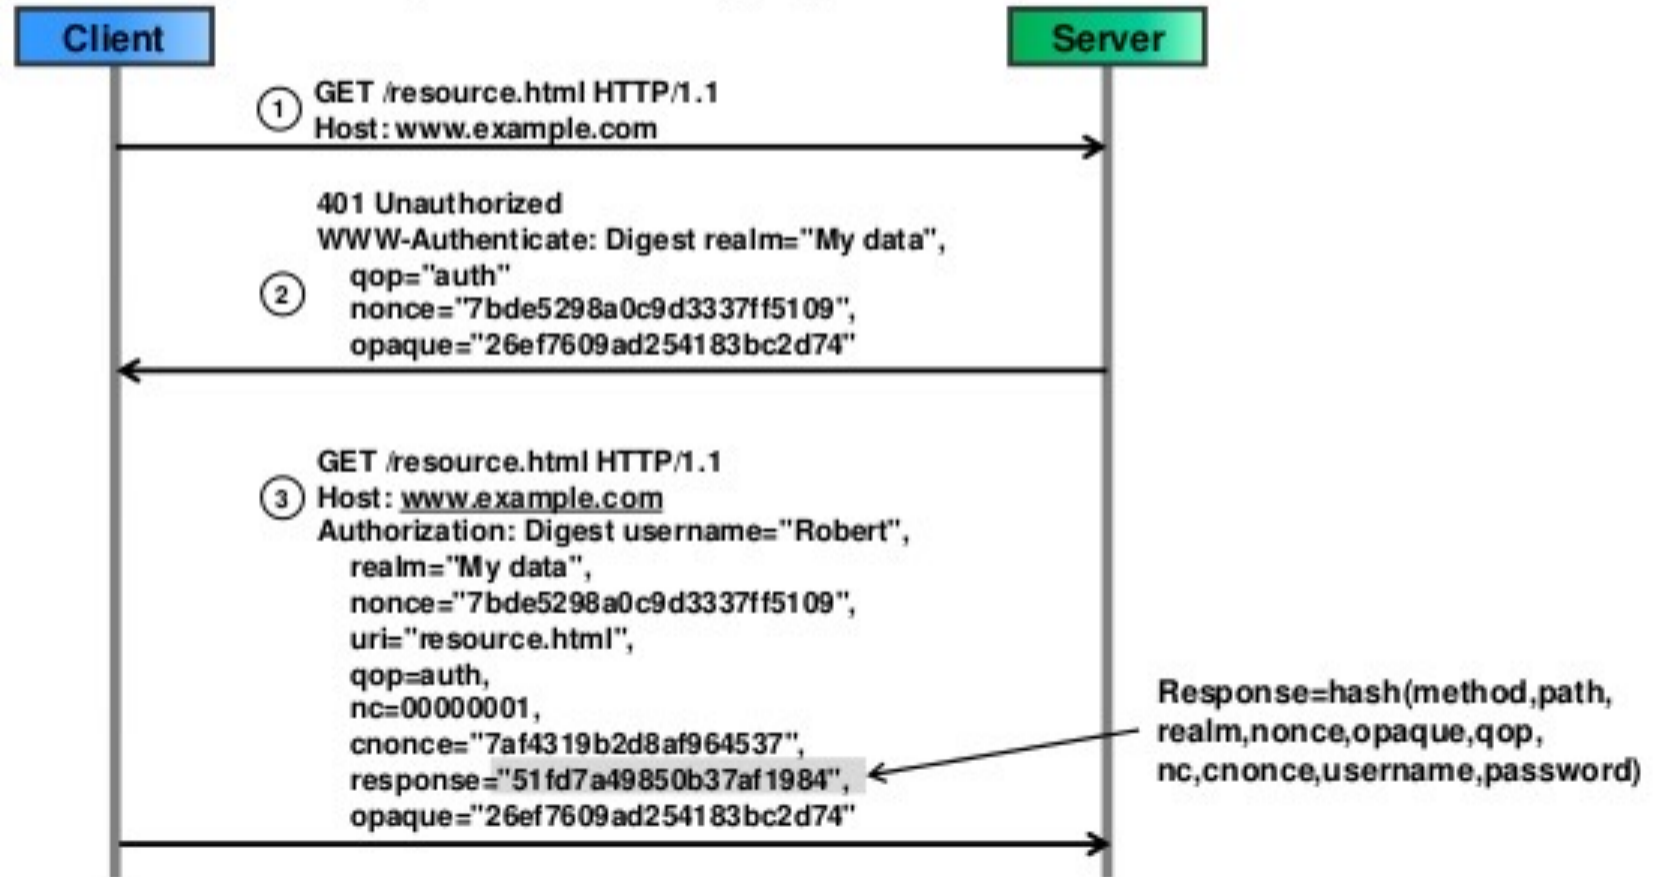 Client
Server
1
GET /resource.html HTTP/1.1
Host: www.example.com
401 Unauthorized
WWW-Authenticate: Digest realm="My data",
qop="auth"
2
nonce="7bde5298a0c9d3337ff5109",
opaque="26ef7609ad254183bc2d74"
GET /resource.html HTTP/1.1
3
Host: www.example.com
Authorization: Digest username="Robert",
realm="My data",
nonce="7bde5298a0c9d3337ff5109",
uri="resource.html",
qop=auth,
nc=00000001,
cnonce="7af4319b2d8af964537",
response="51fd7a49850b37af1984",
opaque="26ef7609ad254183bc2d74"
Response=hash(method,path,
realm,nonce,opaque,qop,
nc,cnonce,username,password)